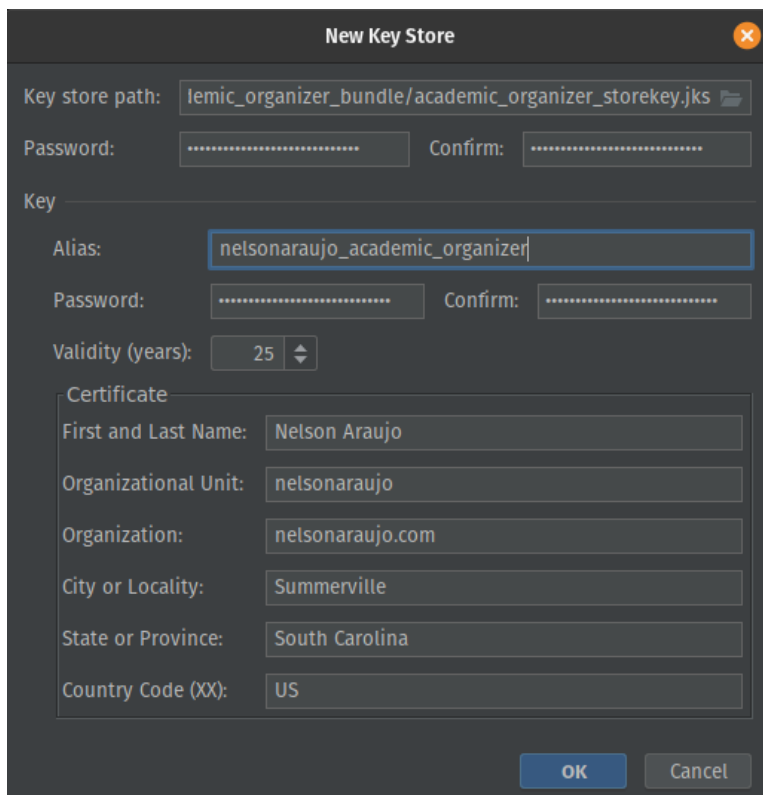 New Key Store
Key store path: lemic_organizer_bundle/academic_organizer_storekey.jks
Password: ••••••••••••••••••••••••••••• Confirm: •••••••••••••••••••••••••••••
Key
Alias: nelsonaraujo_academic_organizer
Password: ••••••••••••••••••••••••••••• Confirm: •••••••••••••••••••••••••••••
Validity (years): 25
Certificate
First and Last Name: Nelson Araujo
Organizational Unit: nelsonaraujo
Organization: nelsonaraujo.com
City or Locality: Summerville
State or Province: South Carolina
Country Code (XX): US
OK Cancel